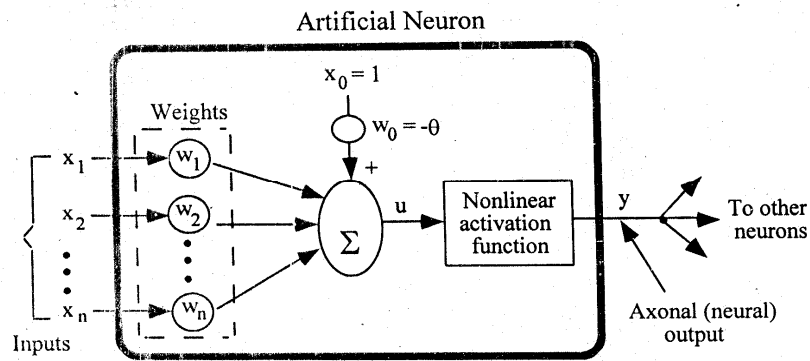 Artificial Neuron
x0 = 1
Weights
w0 = -θ
+
x1
w1
x2
w2
Σ
u
Nonlinear
activation
function
y
To other
neurons
xn
wn
Inputs
Axonal (neural)
output